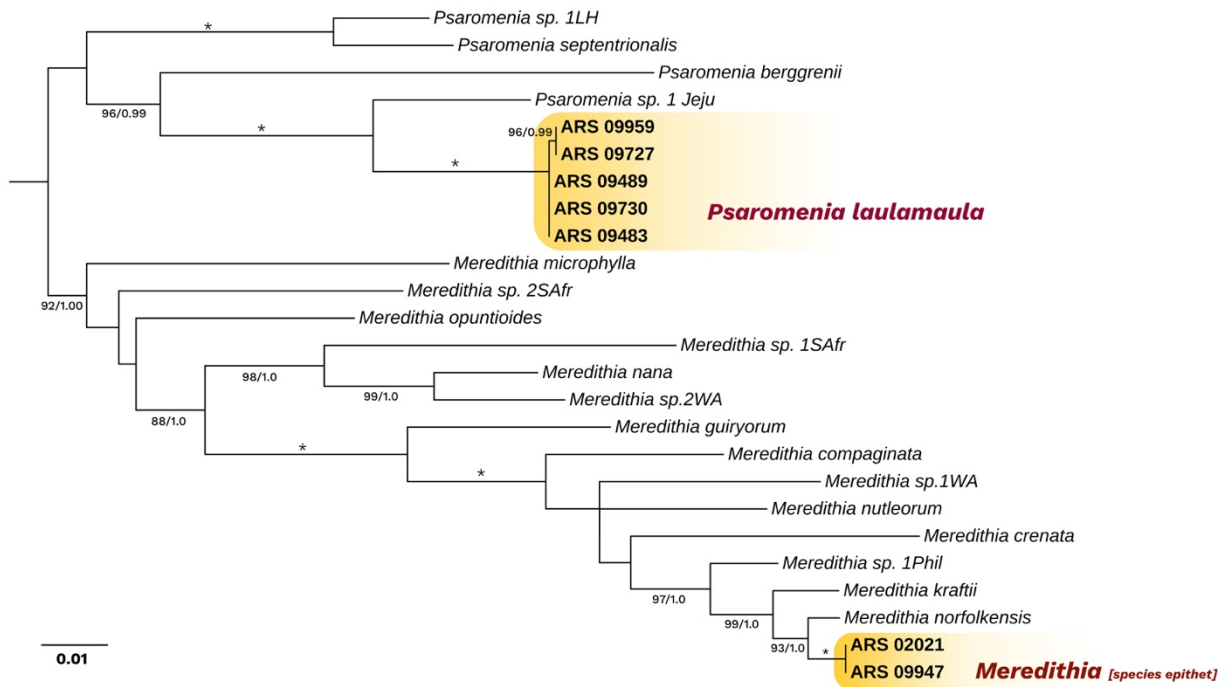 *
Psaromenia sp. 1LH
Psaromenia septentrionalis
Psaromenia berggrenii
96/0.99
Psaromenia sp. 1 Jeju
*
96/0.99
ARS 09959
ARS 09727
*
ARS 09489
ARS 09730
Psaromenia laulamaula
ARS 09483
Meredithia microphylla
92/1.00
Meredithia sp. 2SAfr
Meredithia opuntioides
Meredithia sp. 1SAfr
98/1.0
Meredithia nana
99/1.0
Meredithia sp.2WA
88/1.0
Meredithia guiryorum
*
Meredithia compaginata
*
Meredithia sp.1WA
Meredithia nutleorum
Meredithia crenata
Meredithia sp. 1Phil
97/1.0
Meredithia kraftii
99/1.0
Meredithia norfolkensis
93/1.0
*
ARS 02021
ARS 09947
Meredithia [species epithet]
0.01